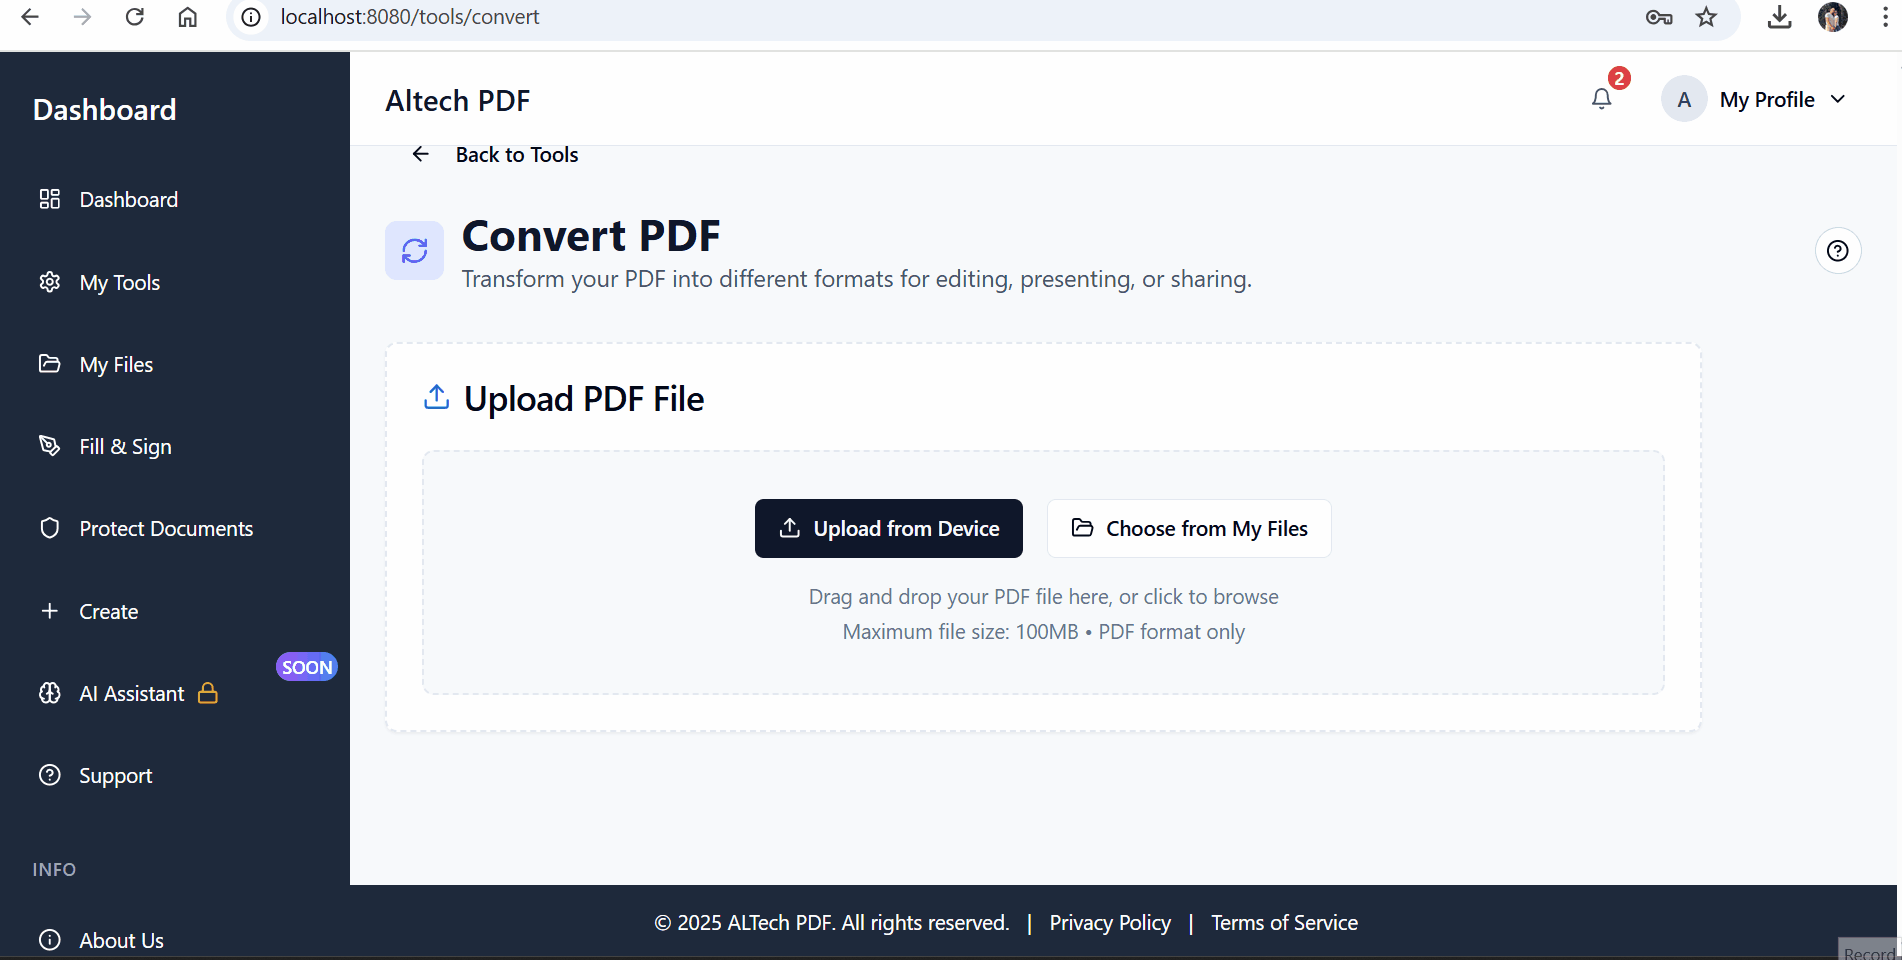 localhost:8080/tools/convert
Dashboard
Dashboard
My Tools
My Files
Fill & Sign
Protect Documents
Create
SOON
AI Assistant
Support
INFO
About Us
Altech PDF
2
A
My Profile
Back to Tools
Convert PDF
Transform your PDF into different formats for editing, presenting, or sharing.
Upload PDF File
Upload from Device
Choose from My Files
Drag and drop your PDF file here, or click to browse
Maximum file size: 100MB • PDF format only
© 2025 ALTech PDF. All rights reserved. | Privacy Policy | Terms of Service
Record